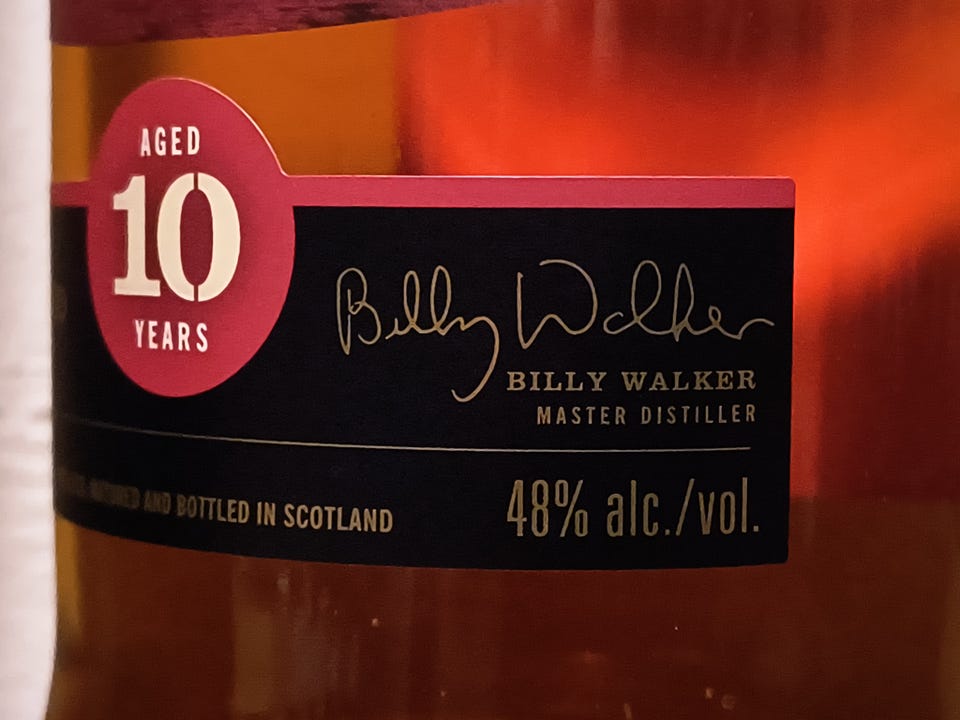 AGED
10
YEARS
Billy Walker
BILLY WALKER
MASTER DISTILLER
AND BOTTLED IN SCOTLAND
48% alc./vol.